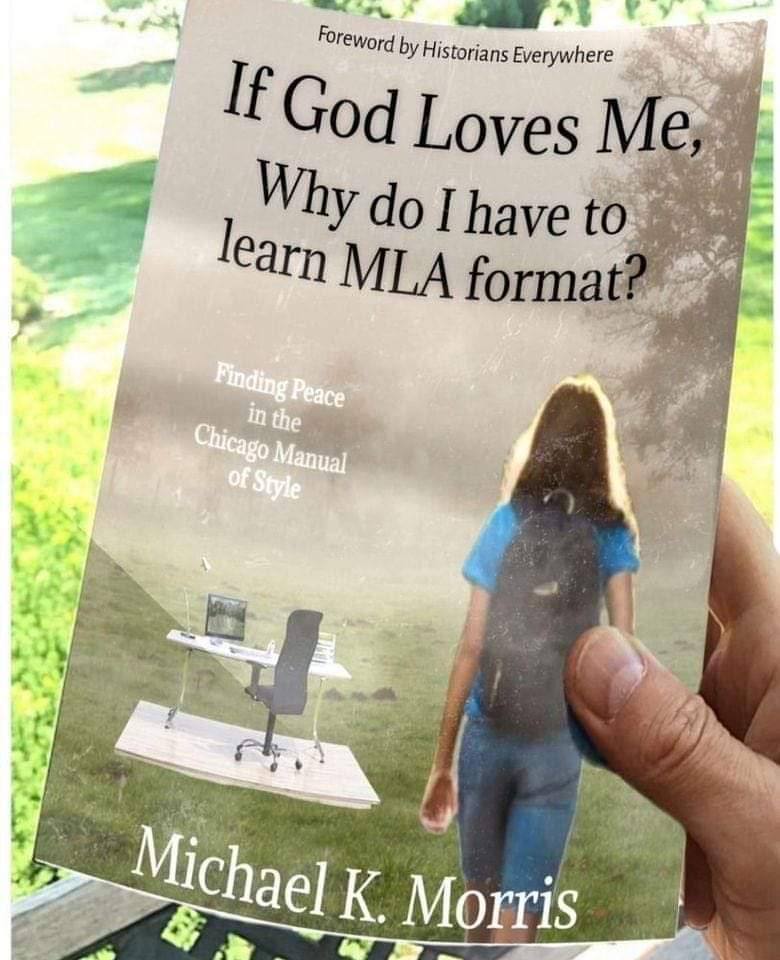 Foreword by Historians Everywhere
If God Loves Me,
Why do I have to
learn MLA format?
Finding Peace
in the
Chicago Manual
of Style
Michael K. Morris